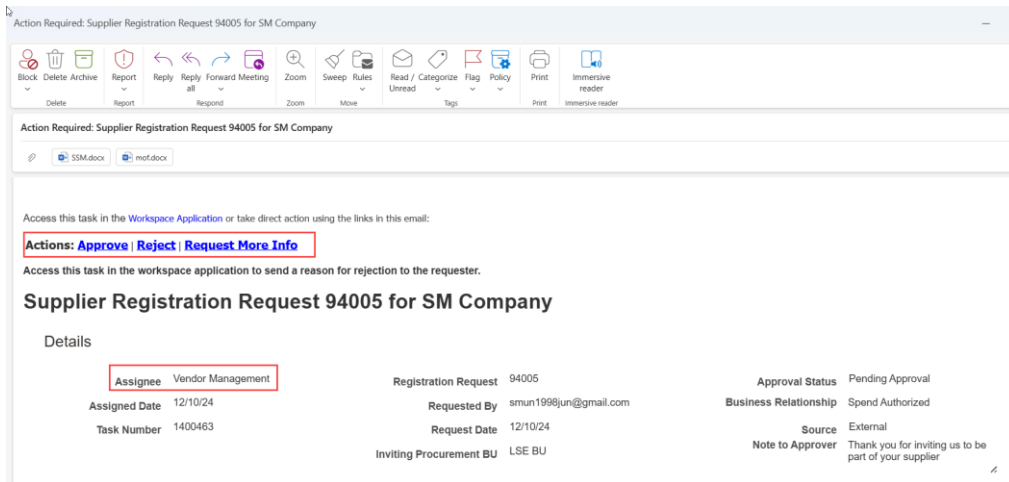 Action Required: Supplier Registration Request 94005 for SM Company
Block Delete Archive Report Reply Reply all Forward Meeting Zoom Sweep Rules Read / Unread Categorize Flag Policy Print Immersive reader
Delete Report Respond Zoom Move Tags Print Immersive reader
Action Required: Supplier Registration Request 94005 for SM Company
SSM.docx mof.docx
Access this task in the Workspace Application or take direct action using the links in this email:
Actions: Approve | Reject | Request More Info
Access this task in the workspace application to send a reason for rejection to the requester.
Supplier Registration Request 94005 for SM Company
Details
Assignee Vendor Management Registration Request 94005 Approval Status Pending Approval
Assigned Date 12/10/24 Requested By smun1998jun@gmail.com Business Relationship Spend Authorized
Task Number 1400463 Request Date 12/10/24 Source External
Inviting Procurement BU LSE BU Note to Approver Thank you for inviting us to be
part of your supplier